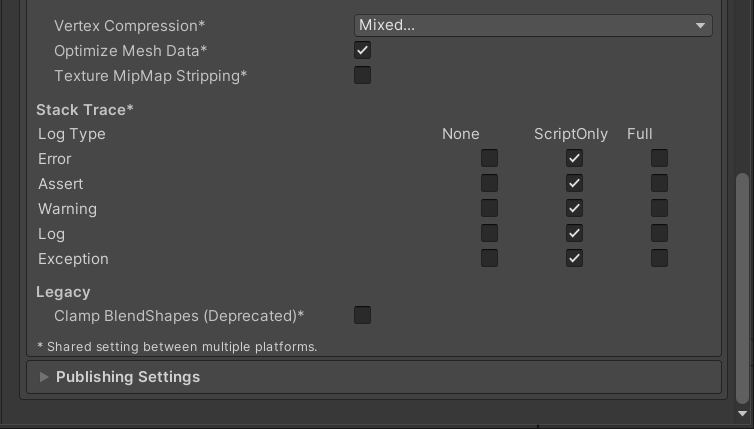 Vertex Compression* Mixed...
Optimize Mesh Data*
Texture MipMap Stripping*
Stack Trace*
Log Type None ScriptOnly Full
Error
Assert
Warning
Log
Exception
Legacy
Clamp BlendShapes (Deprecated)*
* Shared setting between multiple platforms.
Publishing Settings